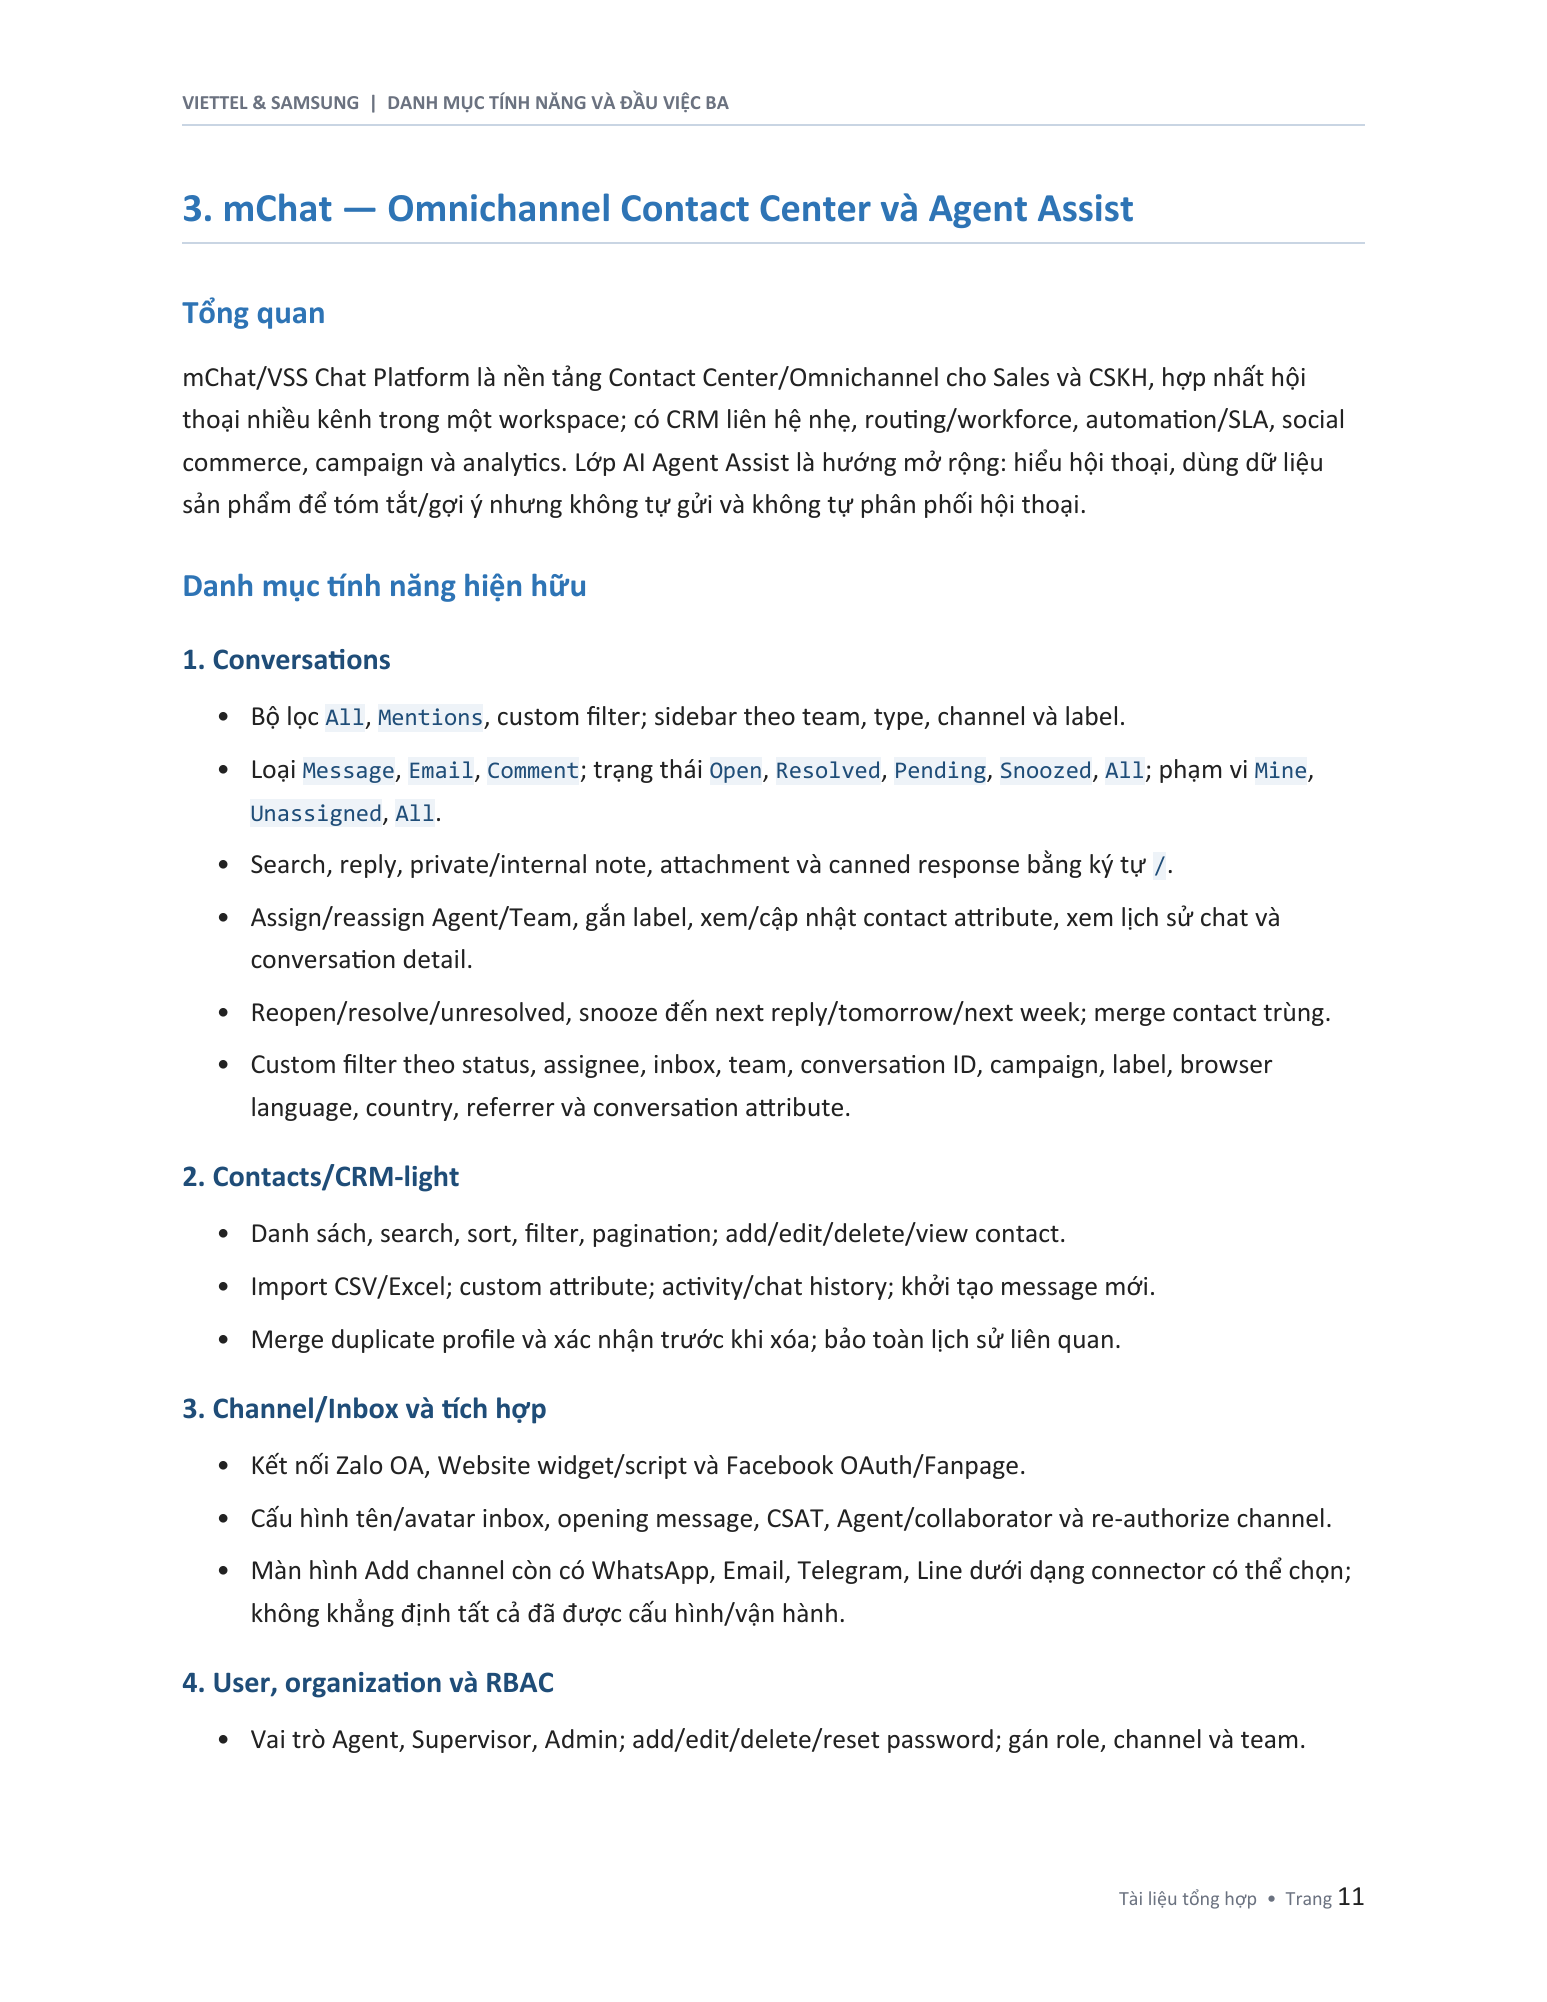 VIETTEL & SAMSUNG | DANH MỤC TÍNH NĂNG VÀ ĐẦU VIỆC BA
3. mChat — Omnichannel Contact Center và Agent Assist
Tổng quan
mChat/VSS Chat Platform là nền tảng Contact Center/Omnichannel cho Sales và CSKH, hợp nhất hội
thoại nhiều kênh trong một workspace; có CRM liên hệ nhẹ, routing/workforce, automation/SLA, social
commerce, campaign và analytics. Lớp AI Agent Assist là hướng mở rộng: hiểu hội thoại, dùng dữ liệu
sản phẩm để tóm tắt/gợi ý nhưng không tự gửi và không tự phân phối hội thoại.
Danh mục tính năng hiện hữu
1. Conversations
• Bộ lọc All, Mentions, custom filter; sidebar theo team, type, channel và label.
• Loại Message, Email, Comment; trạng thái Open, Resolved, Pending, Snoozed, All; phạm vi Mine,
Unassigned, All.
• Search, reply, private/internal note, attachment và canned response bằng ký tự /.
• Assign/reassign Agent/Team, gắn label, xem/cập nhật contact attribute, xem lịch sử chat và
conversation detail.
• Reopen/resolve/unresolved, snooze đến next reply/tomorrow/next week; merge contact trùng.
• Custom filter theo status, assignee, inbox, team, conversation ID, campaign, label, browser
language, country, referrer và conversation attribute.
2. Contacts/CRM-light
• Danh sách, search, sort, filter, pagination; add/edit/delete/view contact.
• Import CSV/Excel; custom attribute; activity/chat history; khởi tạo message mới.
• Merge duplicate profile và xác nhận trước khi xóa; bảo toàn lịch sử liên quan.
3. Channel/Inbox và tích hợp
• Kết nối Zalo OA, Website widget/script và Facebook OAuth/Fanpage.
• Cấu hình tên/avatar inbox, opening message, CSAT, Agent/collaborator và re-authorize channel.
• Màn hình Add channel còn có WhatsApp, Email, Telegram, Line dưới dạng connector có thể chọn;
không khẳng định tất cả đã được cấu hình/vận hành.
4. User, organization và RBAC
• Vai trò Agent, Supervisor, Admin; add/edit/delete/reset password; gán role, channel và team.
Tài liệu tổng hợp • Trang 11